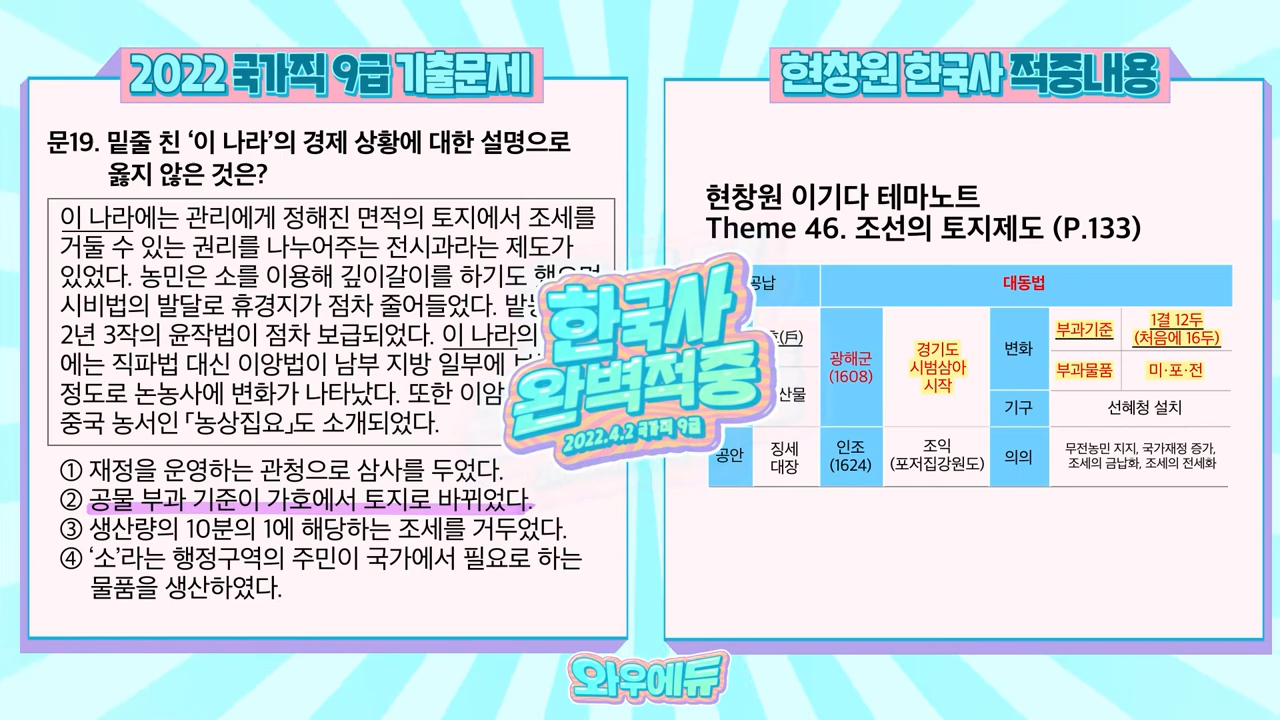 2022 국가직 9급 기출문제
문19. 밑줄 친 '이 나라'의 경제 상황에 대한 설명으로
옳지 않은 것은?
이 나라에는 관리에게 정해진 면적의 토지에서 조세를
거둘 수 있는 권리를 나누어주는 전시과라는 제도가
있었다. 농민은 소를 이용해 깊이갈이를 하기도
시비법의 발달로 휴경지가 점차 줄어들었다.
2년 3작의 윤작법이 점차 보급되었다. 이 나라의
에는 직파법 대신 이앙법이 남부 지방 일부에
정도로 논농사에 변화가 나타났다. 또한 이암
중국 농서인 「농상집요」도 소개되었다.
① 재정을 운영하는 관청으로 삼사를 두었다.
② 공물 부과 기준이 가호에서 토지로 바뀌었다.
③ 생산량의 10분의 1에 해당하는 조세를 거두었다.
④ '소'라는 행정구역의 주민이 국가에서 필요로 하는
물품을 생산하였다.
한국사
완벽적중
2022.4.2 국가직 9급
현창원 한국사 적중내용
현창원 이기다 테마노트
Theme 46. 조선의 토지제도 (P.133)
공납 대동법
(戶) 광해군 (1608) 경기도 시범삼아 시작 변화 부과기준 1결 12두 (처음에 16두)
산물 부과물품 미·포·전
기구 선혜청 설치
공안 징세 대장 인조 (1624) 조익 (포저집강원도) 의의 무전농민 지지, 국가재정 증가, 조세의 금납화, 조세의 전세화
와우에듀